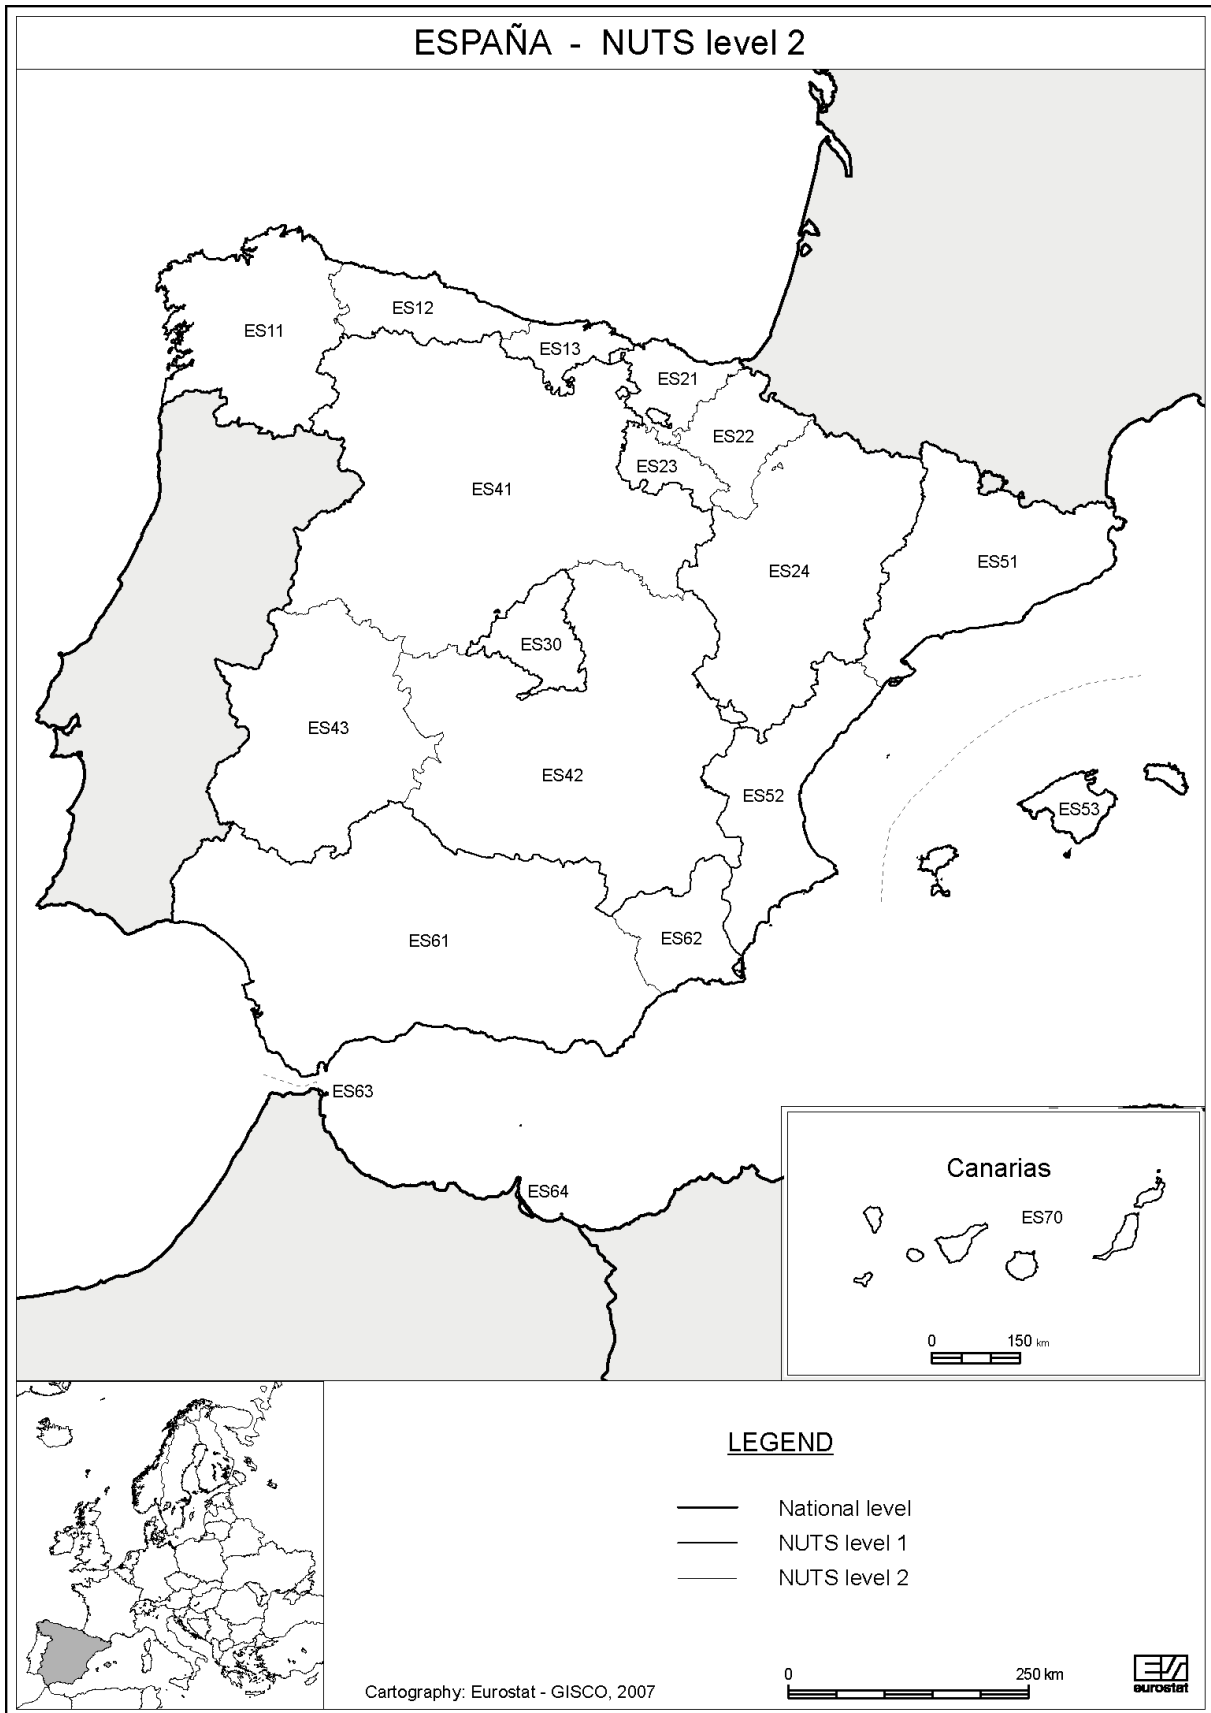 ESPAÑA - NUTS level 2
ES11
ES12
ES13
ES21
ES22
ES23
ES41
ES24
ES51
ES30
ES43
ES42
ES52
ES53
ES61
ES62
ES63
ES64
Canarias
ES70
0 150 km
LEGEND
National level
NUTS level 1
NUTS level 2
Cartography: Eurostat - GISCO, 2007
0 250 km
eurostat